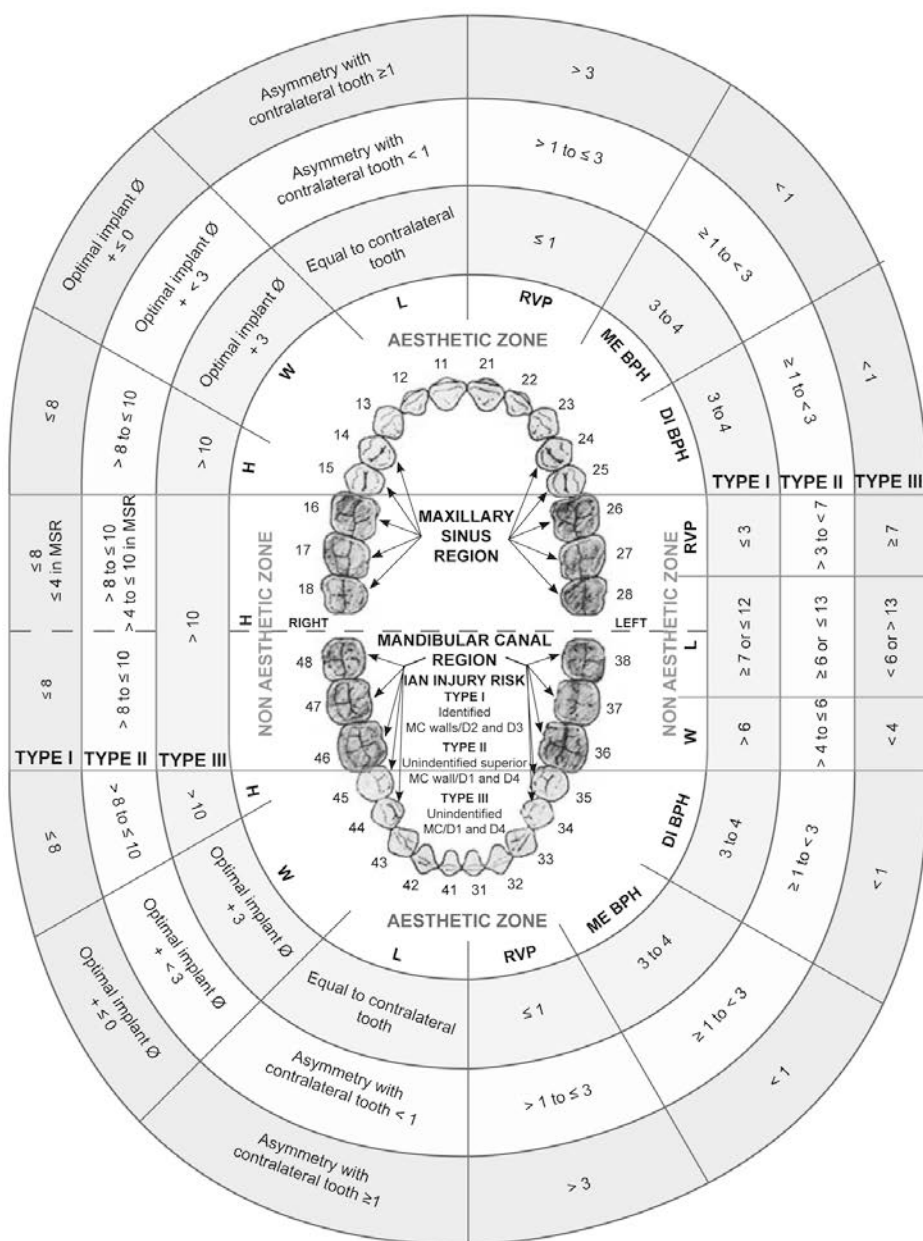 Asymmetry with
contralateral tooth ≥1
> 3
Asymmetry with
contralateral tooth < 1
> 1 to ≤ 3
< 1
Optimal implant Ø
+ ≤ 0
Optimal implant Ø
+ < 3
Equal to contralateral
tooth
≤ 1
≥ 1 to < 3
Optimal implant Ø
+ 3
L
RVP
3 to 4
W
AESTHETIC ZONE
ME BPH
≤ 8
> 8 to ≤ 10
> 10
H
DI BPH
3 to 4
≥ 1 to < 3
< 1
11
21
12
22
13
23
14
24
15
25
TYPE I
TYPE II
TYPE III
≤ 8
≤ 4 in MSR
> 8 to ≤ 10
> 4 to ≤ 10 in MSR
> 10
H
NON AESTHETIC ZONE
16
26
MAXILLARY
SINUS
REGION
17
27
18
28
RIGHT
LEFT
NON AESTHETIC ZONE
RVP
≤ 3
> 3 to < 7
≥ 7
L
≥ 7 or ≤ 12
≥ 6 or ≤ 13
< 6 or > 13
W
> 6
> 4 to ≤ 6
< 4
≤ 8
> 8 to ≤ 10
TYPE I
TYPE II
TYPE III
MANDIBULAR CANAL
REGION
IAN INJURY RISK
TYPE I
Identified
MC walls/D2 and D3
TYPE II
Unidentified superior
MC wall/D1 and D4
TYPE III
Unidentified
MC/D1 and D4
48
38
47
37
46
36
45
35
44
34
43
33
42
41
31
32
≤ 8
< 8 to ≤ 10
> 10
H
DI BPH
3 to 4
≥ 1 to < 3
< 1
W
AESTHETIC ZONE
ME BPH
L
RVP
Optimal implant Ø
+ 3
3 to 4
Optimal implant Ø
+ < 3
Equal to contralateral
tooth
≤ 1
≥ 1 to < 3
Optimal implant Ø
+ ≤ 0
Asymmetry with
contralateral tooth < 1
> 1 to ≤ 3
< 1
Asymmetry with
contralateral tooth ≥1
> 3